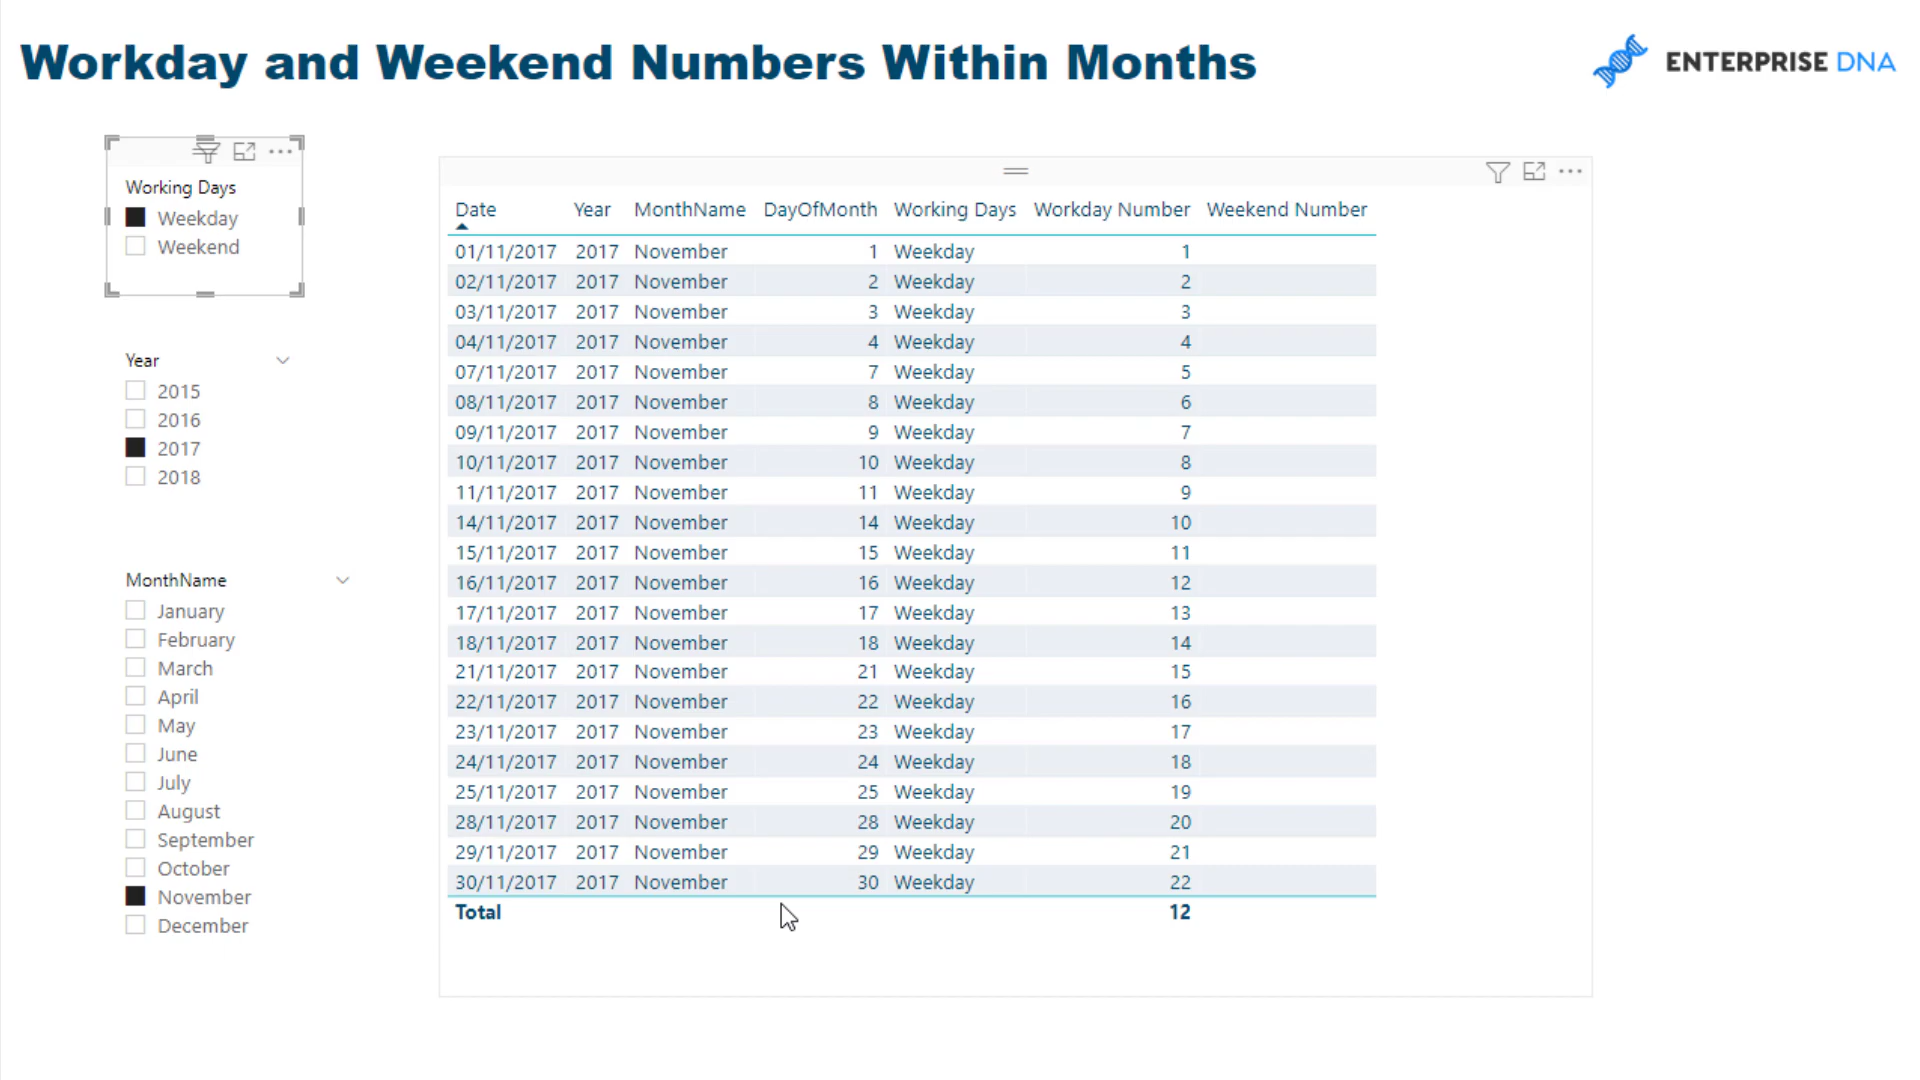 Workday and Weekend Numbers Within Months
ENTERPRISE DNA
Working Days
Weekday
Weekend
Year
2015
2016
2017
2018
MonthName
January
February
March
April
May
June
July
August
September
October
November
December
Date Year MonthName DayOfMonth Working Days Workday Number Weekend Number
01/11/2017 2017 November 1 Weekday 1
02/11/2017 2017 November 2 Weekday 2
03/11/2017 2017 November 3 Weekday 3
04/11/2017 2017 November 4 Weekday 4
07/11/2017 2017 November 7 Weekday 5
08/11/2017 2017 November 8 Weekday 6
09/11/2017 2017 November 9 Weekday 7
10/11/2017 2017 November 10 Weekday 8
11/11/2017 2017 November 11 Weekday 9
14/11/2017 2017 November 14 Weekday 10
15/11/2017 2017 November 15 Weekday 11
16/11/2017 2017 November 16 Weekday 12
17/11/2017 2017 November 17 Weekday 13
18/11/2017 2017 November 18 Weekday 14
21/11/2017 2017 November 21 Weekday 15
22/11/2017 2017 November 22 Weekday 16
23/11/2017 2017 November 23 Weekday 17
24/11/2017 2017 November 24 Weekday 18
25/11/2017 2017 November 25 Weekday 19
28/11/2017 2017 November 28 Weekday 20
29/11/2017 2017 November 29 Weekday 21
30/11/2017 2017 November 30 Weekday 22
Total 12